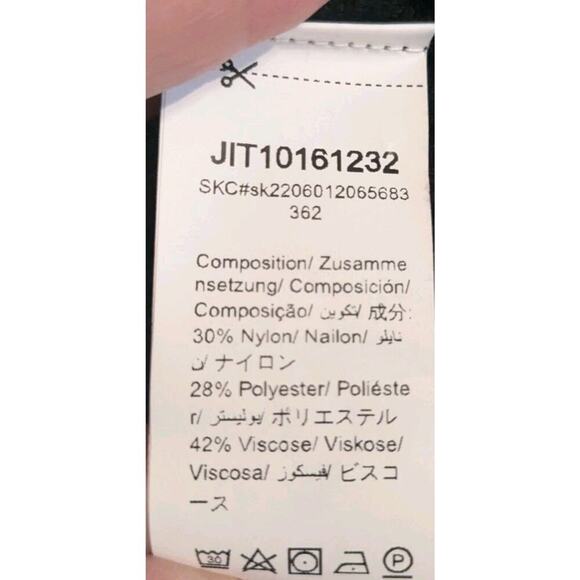 JIT10161232
SKC#sk2206012065683
362
Composition/ Zusamme
nsetzung/ Composición/
Composição/ تكوين/ 成分:
30% Nylon/ Nailon/ نايلو
ن/ ナイロン
28% Polyester/ Poliéste
r/ بوليستر/ ポリエステル
42% Viscose/ Viskose/
Viscosa/ فيسكوز/ ビスコ
ース
30 P